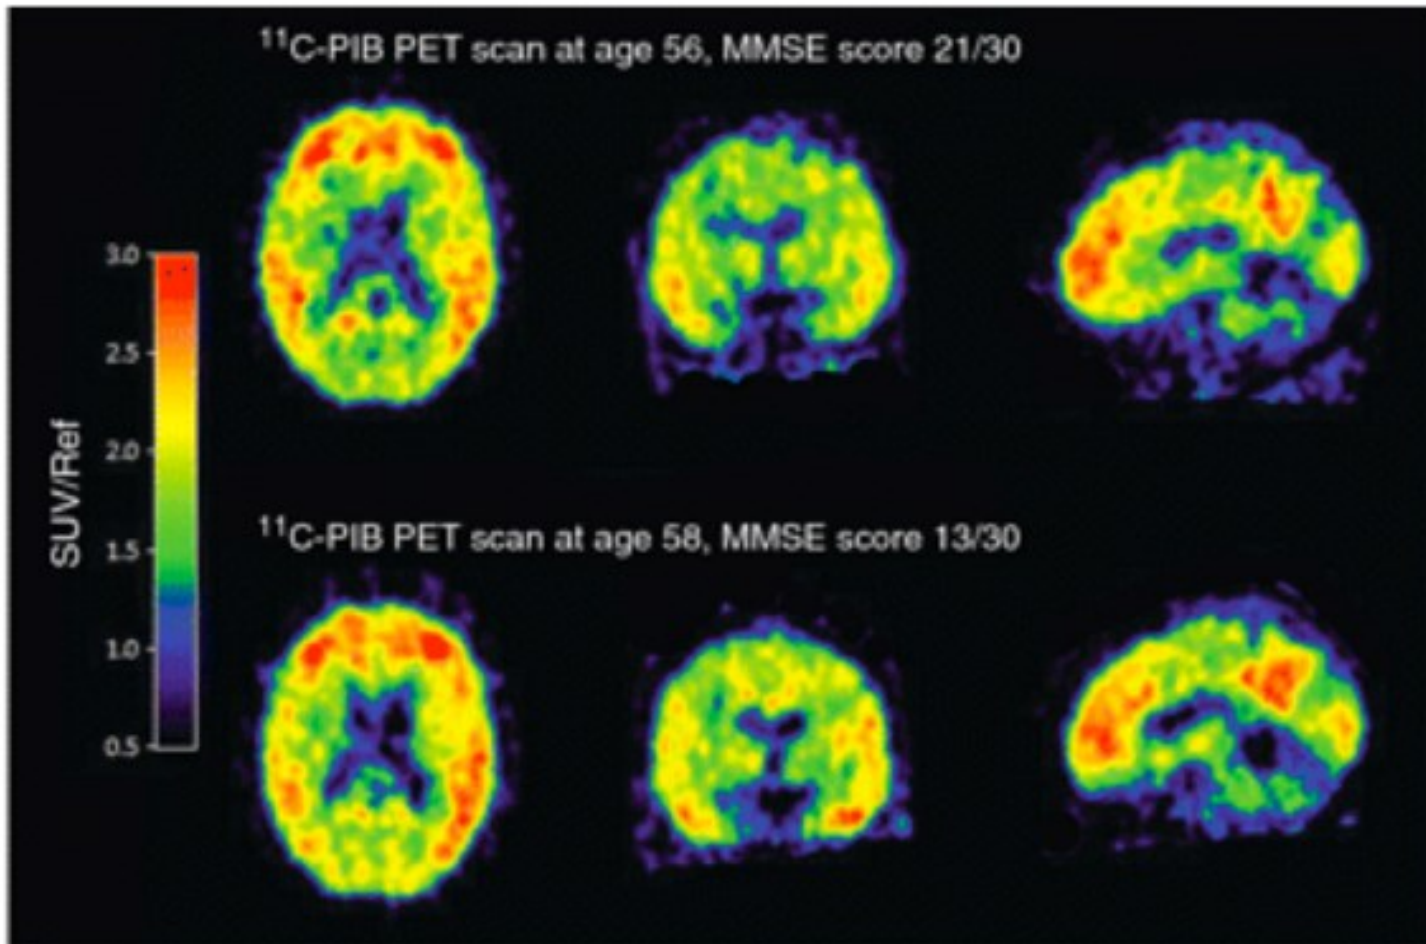 ¹¹C-PIB PET scan at age 56, MMSE score 21/30
3.0
2.5
2.0
1.5
1.0
0.5
SUV/Ref
¹¹C-PIB PET scan at age 58, MMSE score 13/30